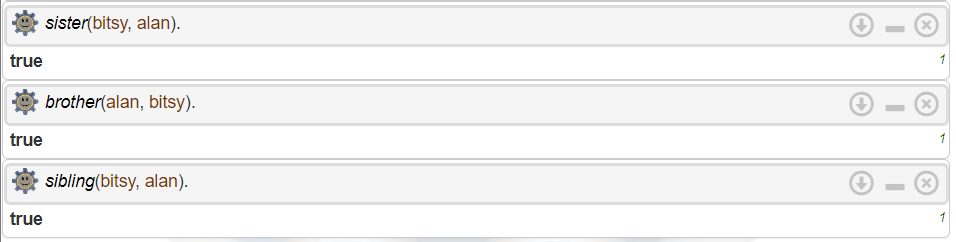 sister(bitsy, alan).
true 1
brother(alan, bitsy).
true 1
sibling(bitsy, alan).
true 1